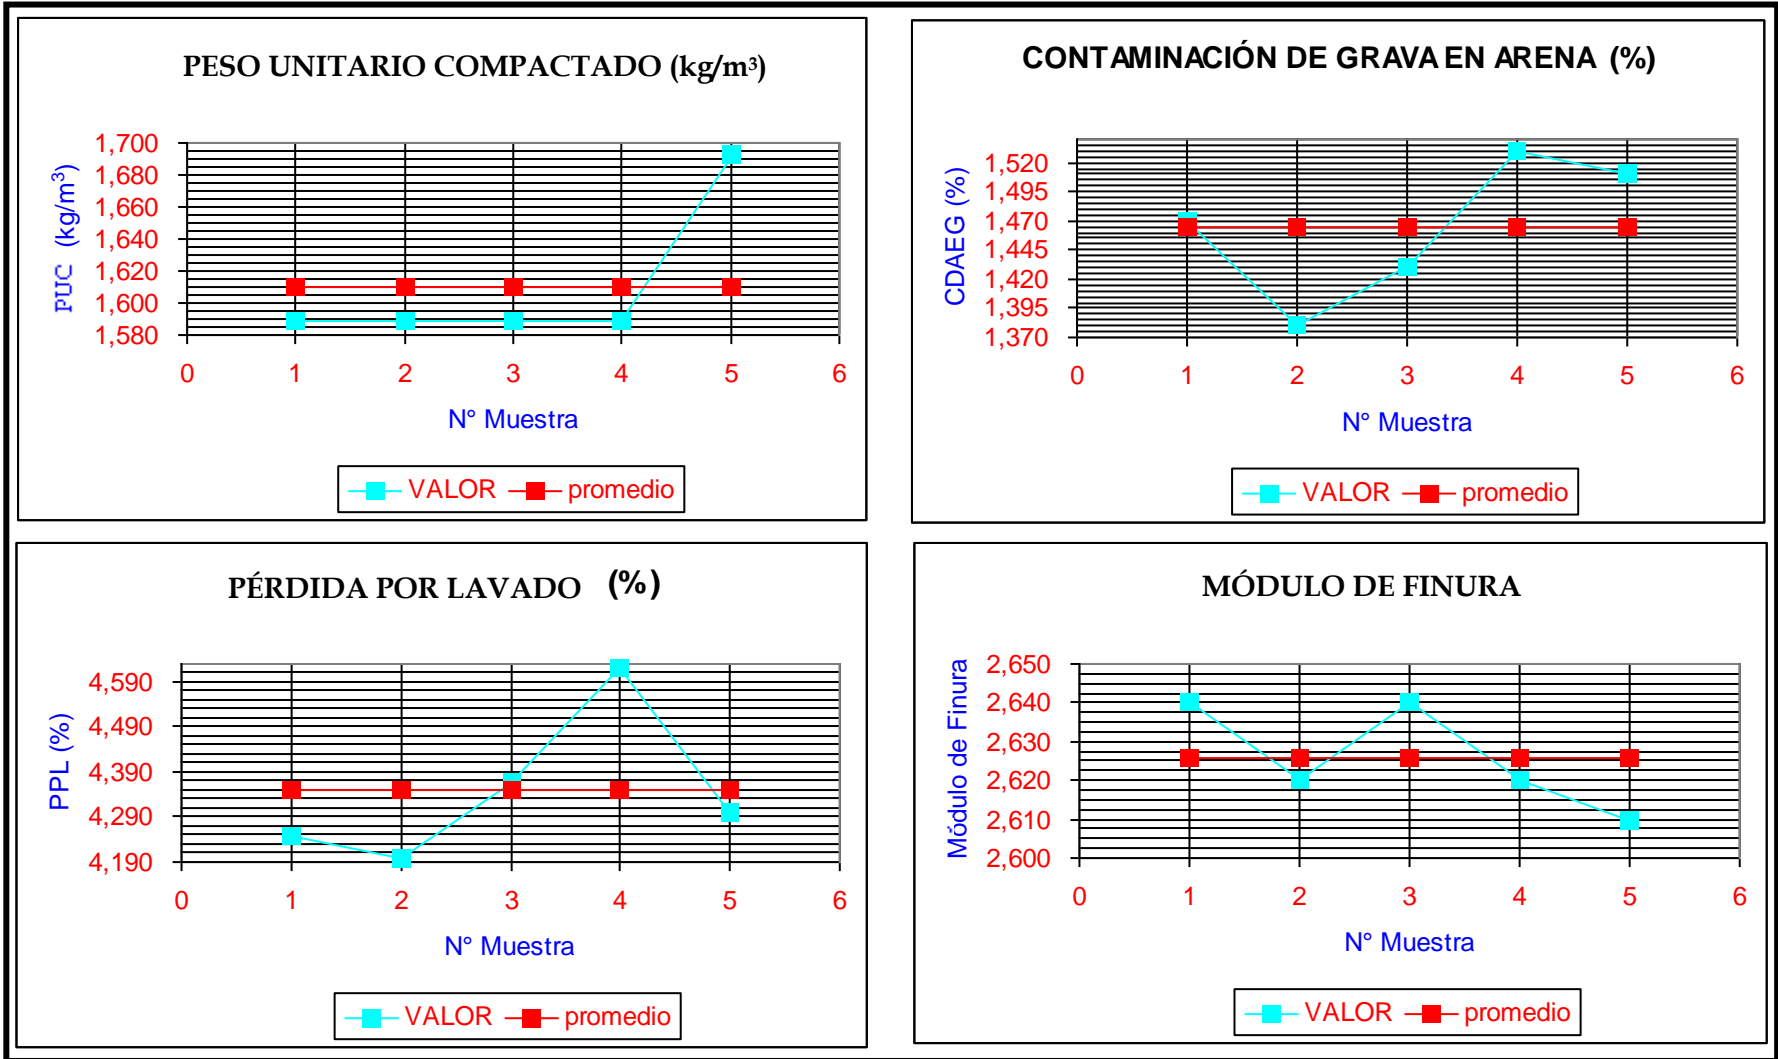 PESO UNITARIO COMPACTADO (kg/m³)
PUC (kg/m³)
1,700
1,680
1,660
1,640
1,620
1,600
1,580
0 1 2 3 4 5 6
N° Muestra
VALOR promedio
CONTAMINACIÓN DE GRAVA EN ARENA (%)
CDAEG (%)
1,520
1,495
1,470
1,445
1,420
1,395
1,370
0 1 2 3 4 5 6
N° Muestra
VALOR promedio
PÉRDIDA POR LAVADO (%)
PPL (%)
4,590
4,490
4,390
4,290
4,190
0 1 2 3 4 5 6
N° Muestra
VALOR promedio
MÓDULO DE FINURA
Módulo de Finura
2,650
2,640
2,630
2,620
2,610
2,600
0 1 2 3 4 5 6
N° Muestra
VALOR promedio